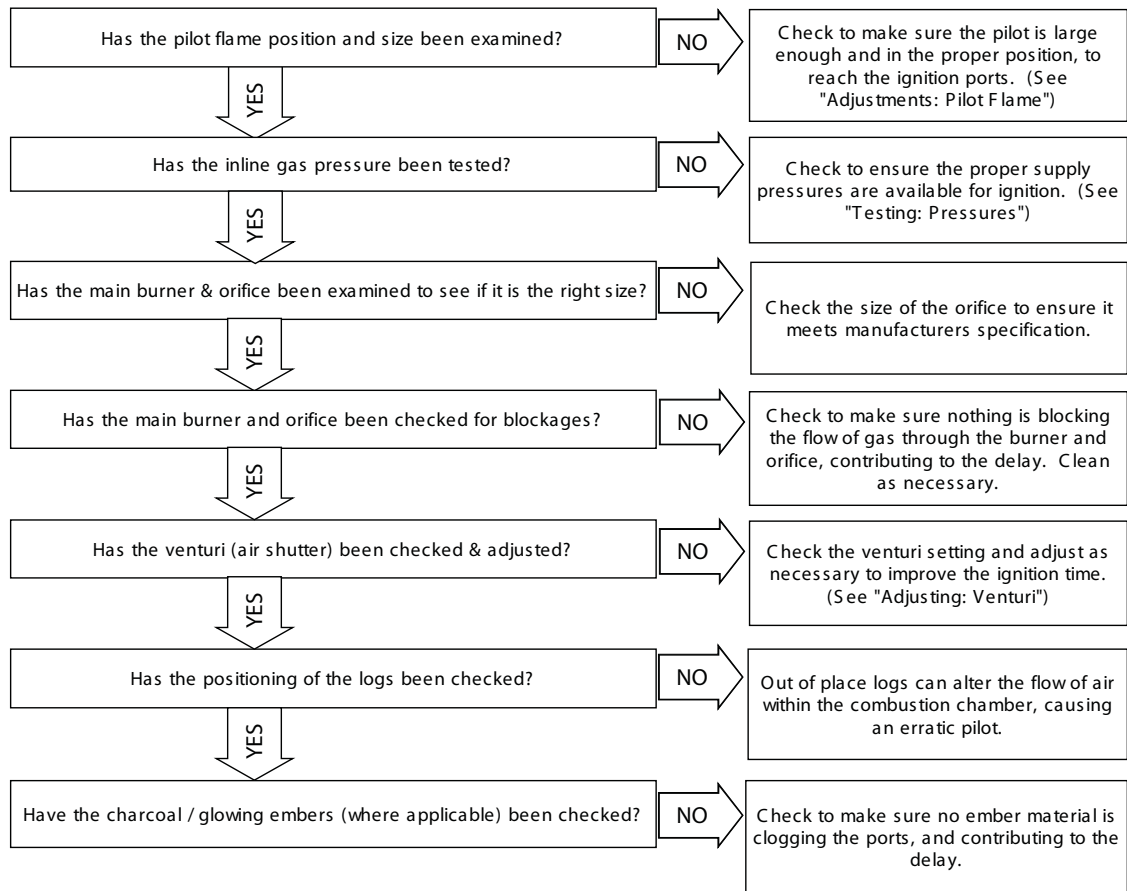 Has the pilot flame position and size been examined?
NO
Check to make sure the pilot is large
enough and in the proper position, to
reach the ignition ports. (See
"Adjustments: Pilot Flame")
YES
Has the inline gas pressure been tested?
NO
Check to ensure the proper supply
pressures are available for ignition. (See
"Testing: Pressures")
YES
Has the main burner & orifice been examined to see if it is the right size?
NO
Check the size of the orifice to ensure it
meets manufacturers specification.
YES
Has the main burner and orifice been checked for blockages?
NO
Check to make sure nothing is blocking
the flow of gas through the burner and
orifice, contributing to the delay. Clean
as necessary.
YES
Has the venturi (air shutter) been checked & adjusted?
NO
Check the venturi setting and adjust as
necessary to improve the ignition time.
(See "Adjusting: Venturi")
YES
Has the positioning of the logs been checked?
NO
Out of place logs can alter the flow of air
within the combustion chamber, causing
an erratic pilot.
YES
Have the charcoal / glowing embers (where applicable) been checked?
NO
Check to make sure no ember material is
clogging the ports, and contributing to the
delay.